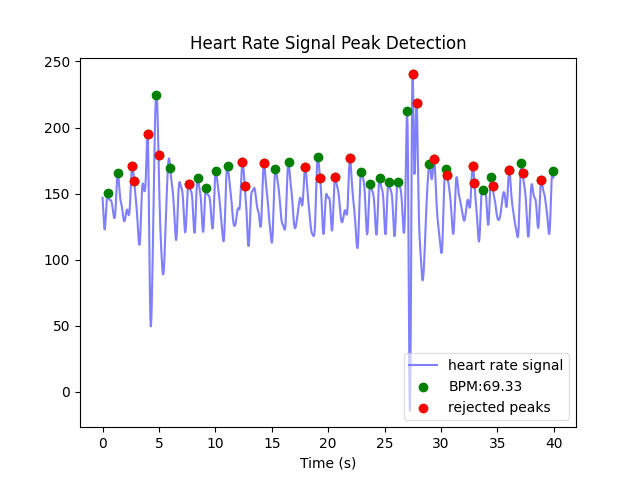 Heart Rate Signal Peak Detection
250
200
150
100
50
0
heart rate signal
BPM:69.33
rejected peaks
0 5 10 15 20 25 30 35 40
Time (s)